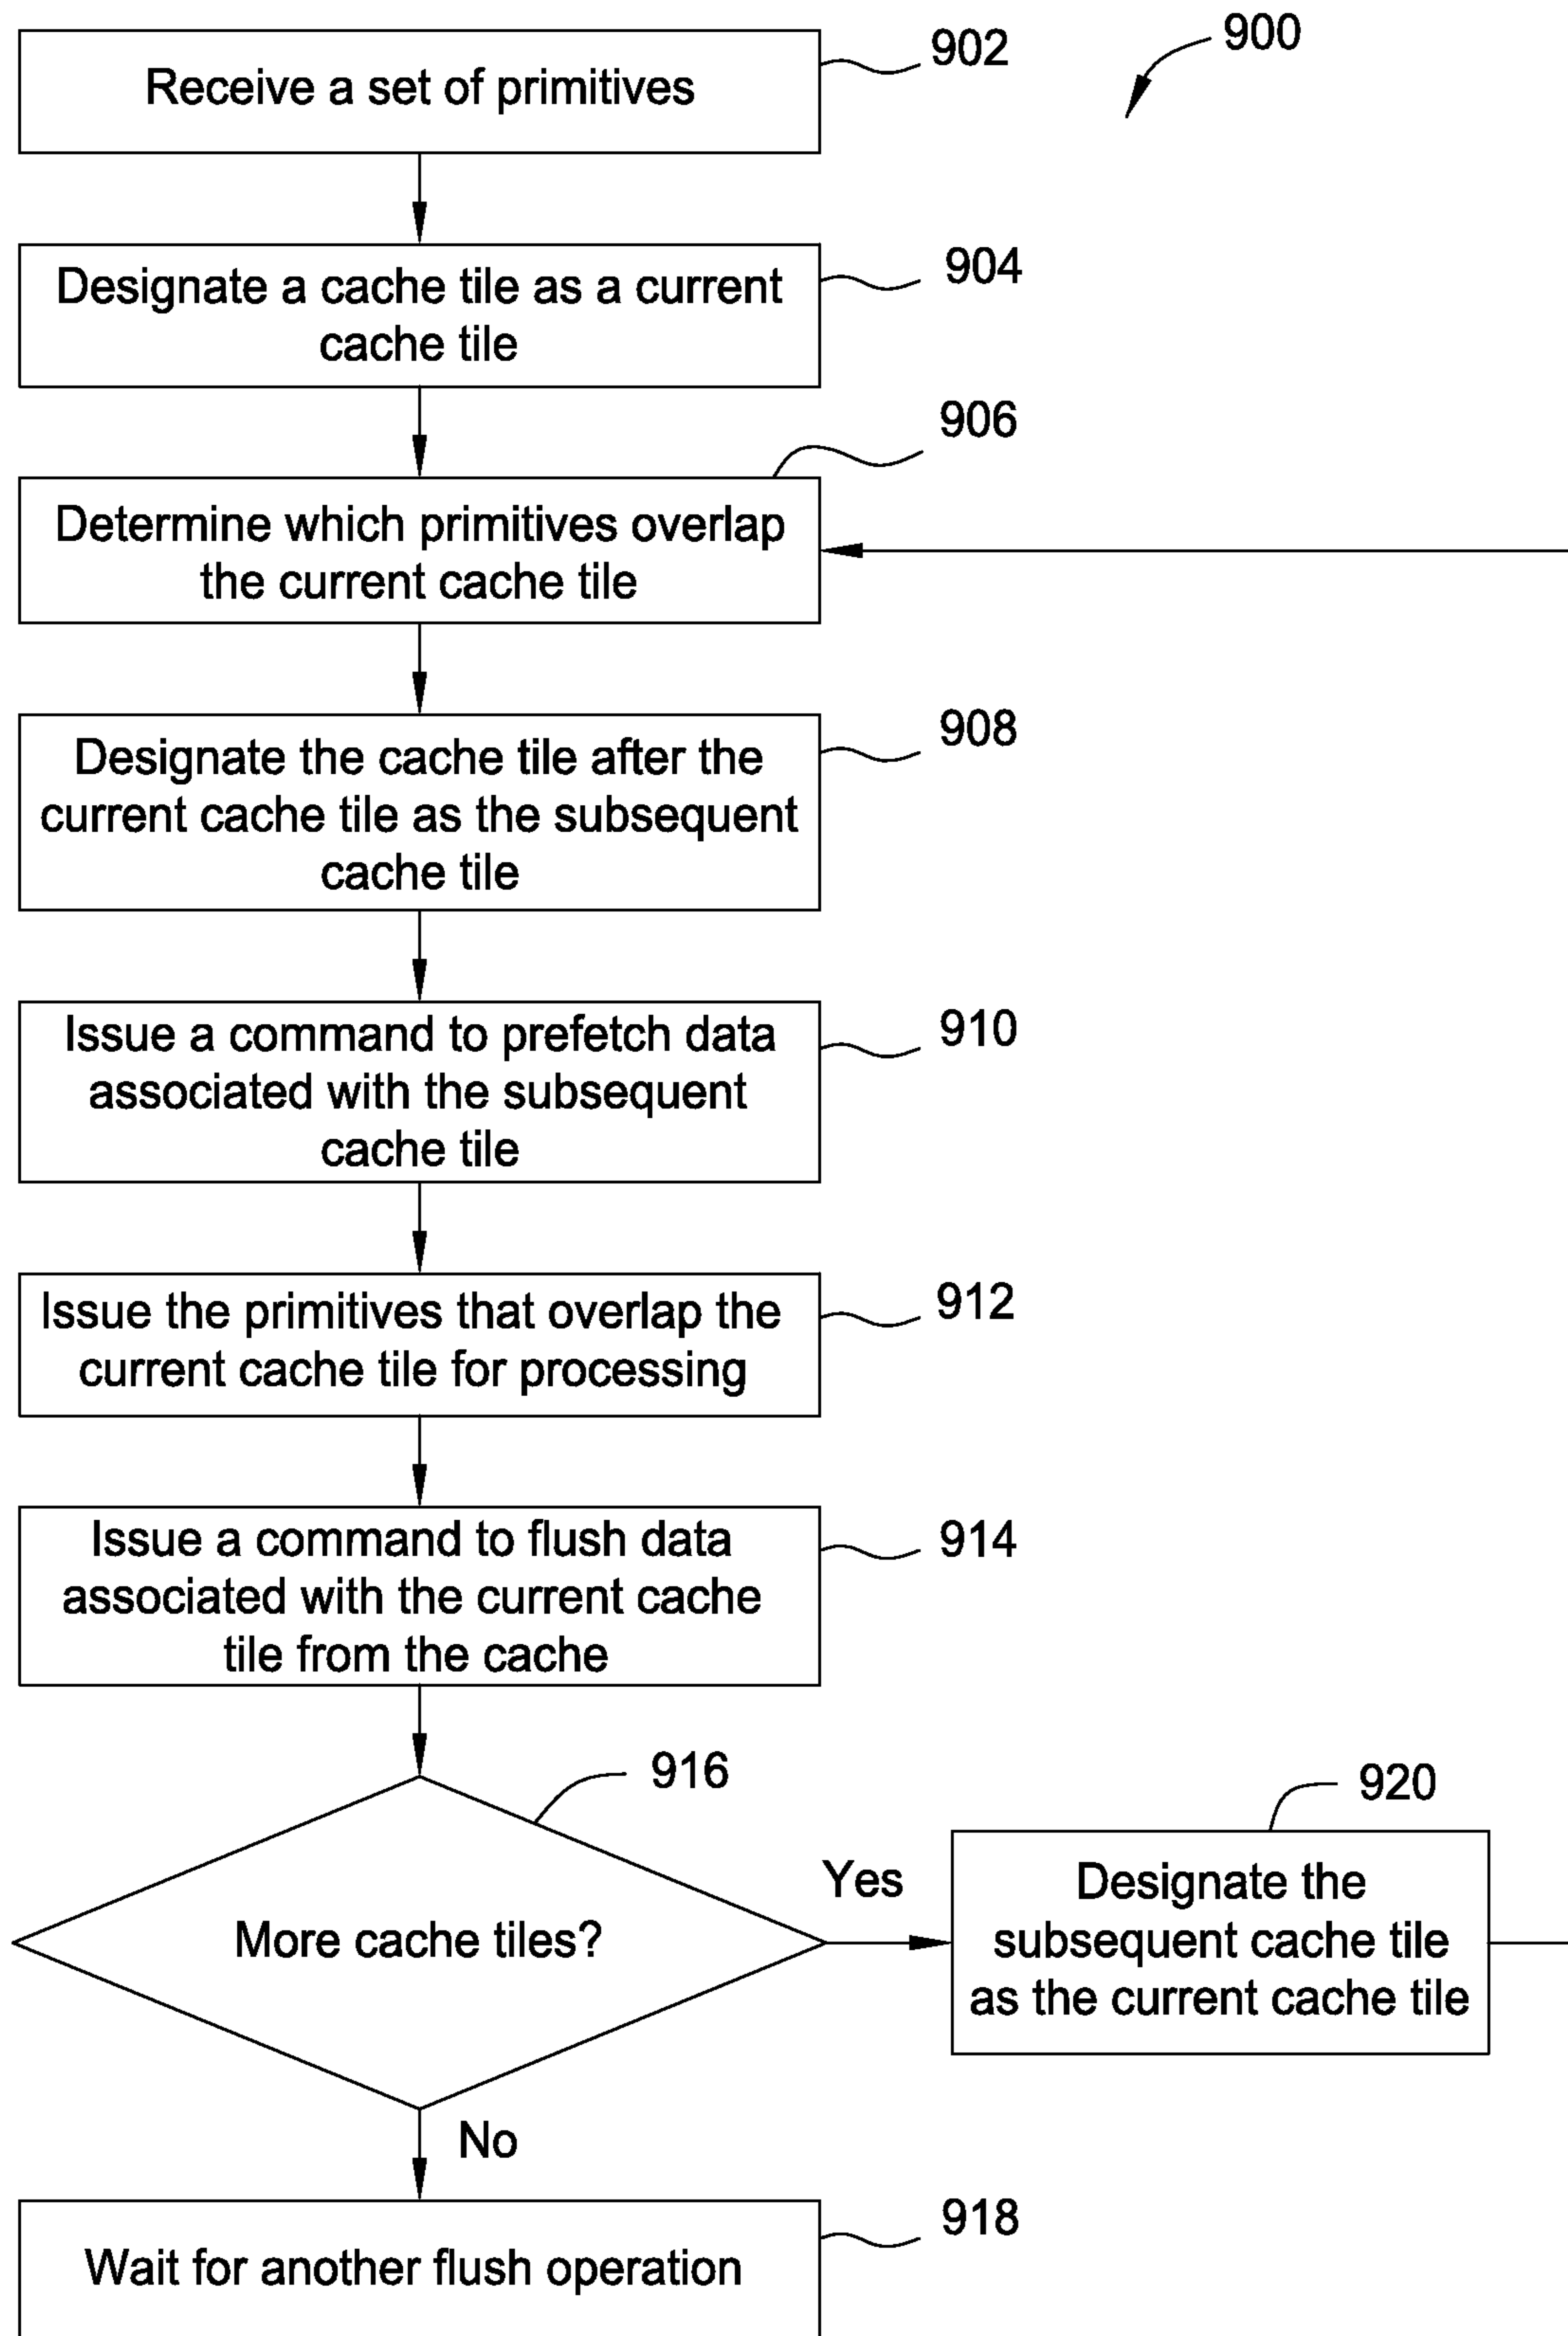 900
Receive a set of primitives
902
Designate a cache tile as a current
cache tile
904
906
Determine which primitives overlap
the current cache tile
Designate the cache tile after the
current cache tile as the subsequent
cache tile
908
Issue a command to prefetch data
associated with the subsequent
cache tile
910
Issue the primitives that overlap the
current cache tile for processing
912
Issue a command to flush data
associated with the current cache
tile from the cache
914
916
More cache tiles?
Yes
920
Designate the
subsequent cache tile
as the current cache tile
No
Wait for another flush operation
918